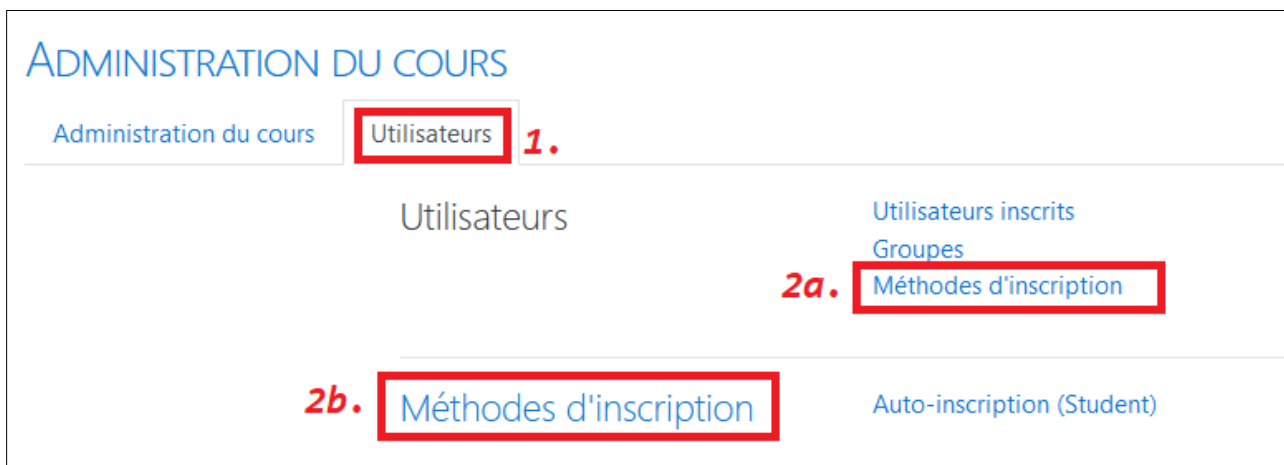 ADMINISTRATION DU COURS
Administration du cours Utilisateurs 1.
Utilisateurs Utilisateurs inscrits
Groupes
2a. Méthodes d'inscription
2b. Méthodes d'inscription Auto-inscription (Student)